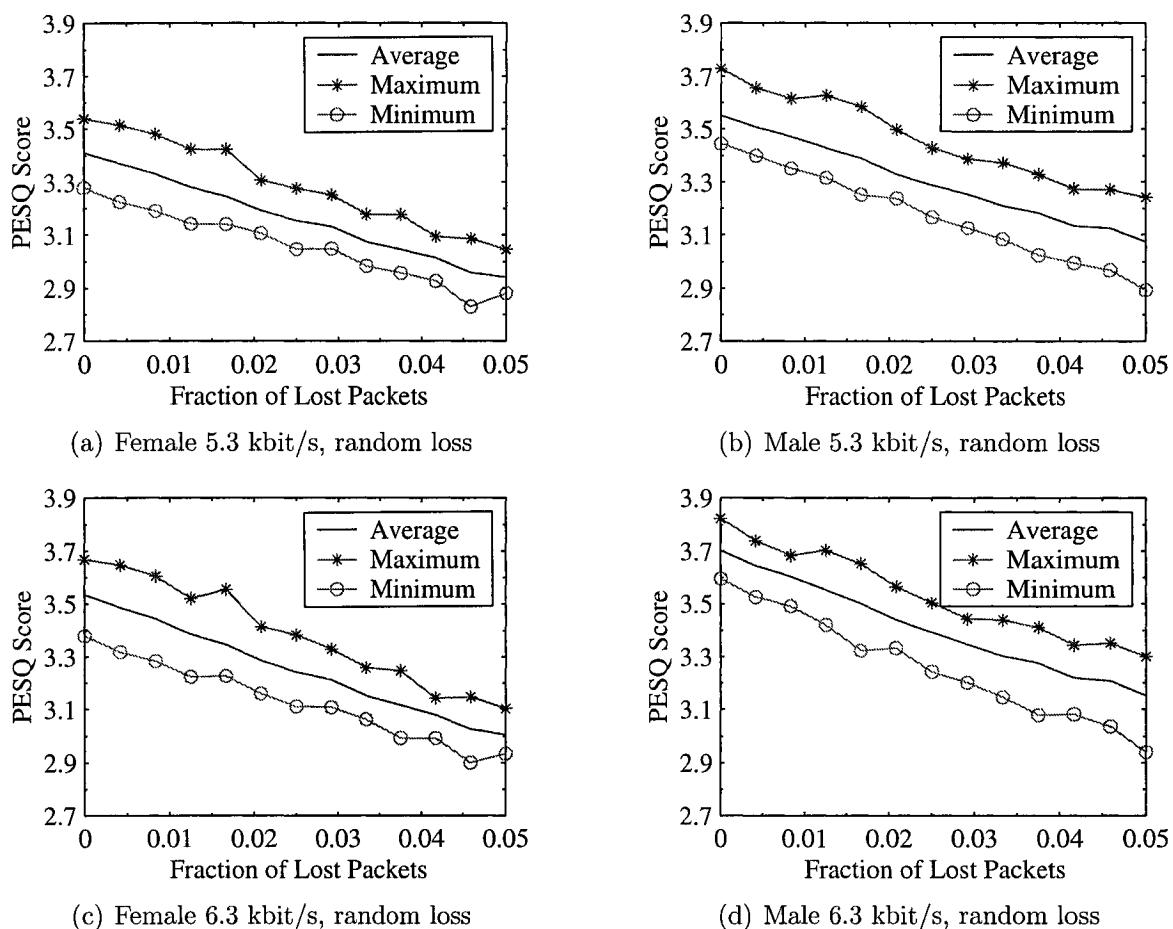 3.9
3.7
3.5
3.3
3.1
2.9
2.7
PESQ Score
Average
Maximum
Minimum
0 0.01 0.02 0.03 0.04 0.05
Fraction of Lost Packets
(a) Female 5.3 kbit/s, random loss
3.9
3.7
3.5
3.3
3.1
2.9
2.7
PESQ Score
Average
Maximum
Minimum
0 0.01 0.02 0.03 0.04 0.05
Fraction of Lost Packets
(b) Male 5.3 kbit/s, random loss
3.9
3.7
3.5
3.3
3.1
2.9
2.7
PESQ Score
Average
Maximum
Minimum
0 0.01 0.02 0.03 0.04 0.05
Fraction of Lost Packets
(c) Female 6.3 kbit/s, random loss
3.9
3.7
3.5
3.3
3.1
2.9
2.7
PESQ Score
Average
Maximum
Minimum
0 0.01 0.02 0.03 0.04 0.05
Fraction of Lost Packets
(d) Male 6.3 kbit/s, random loss